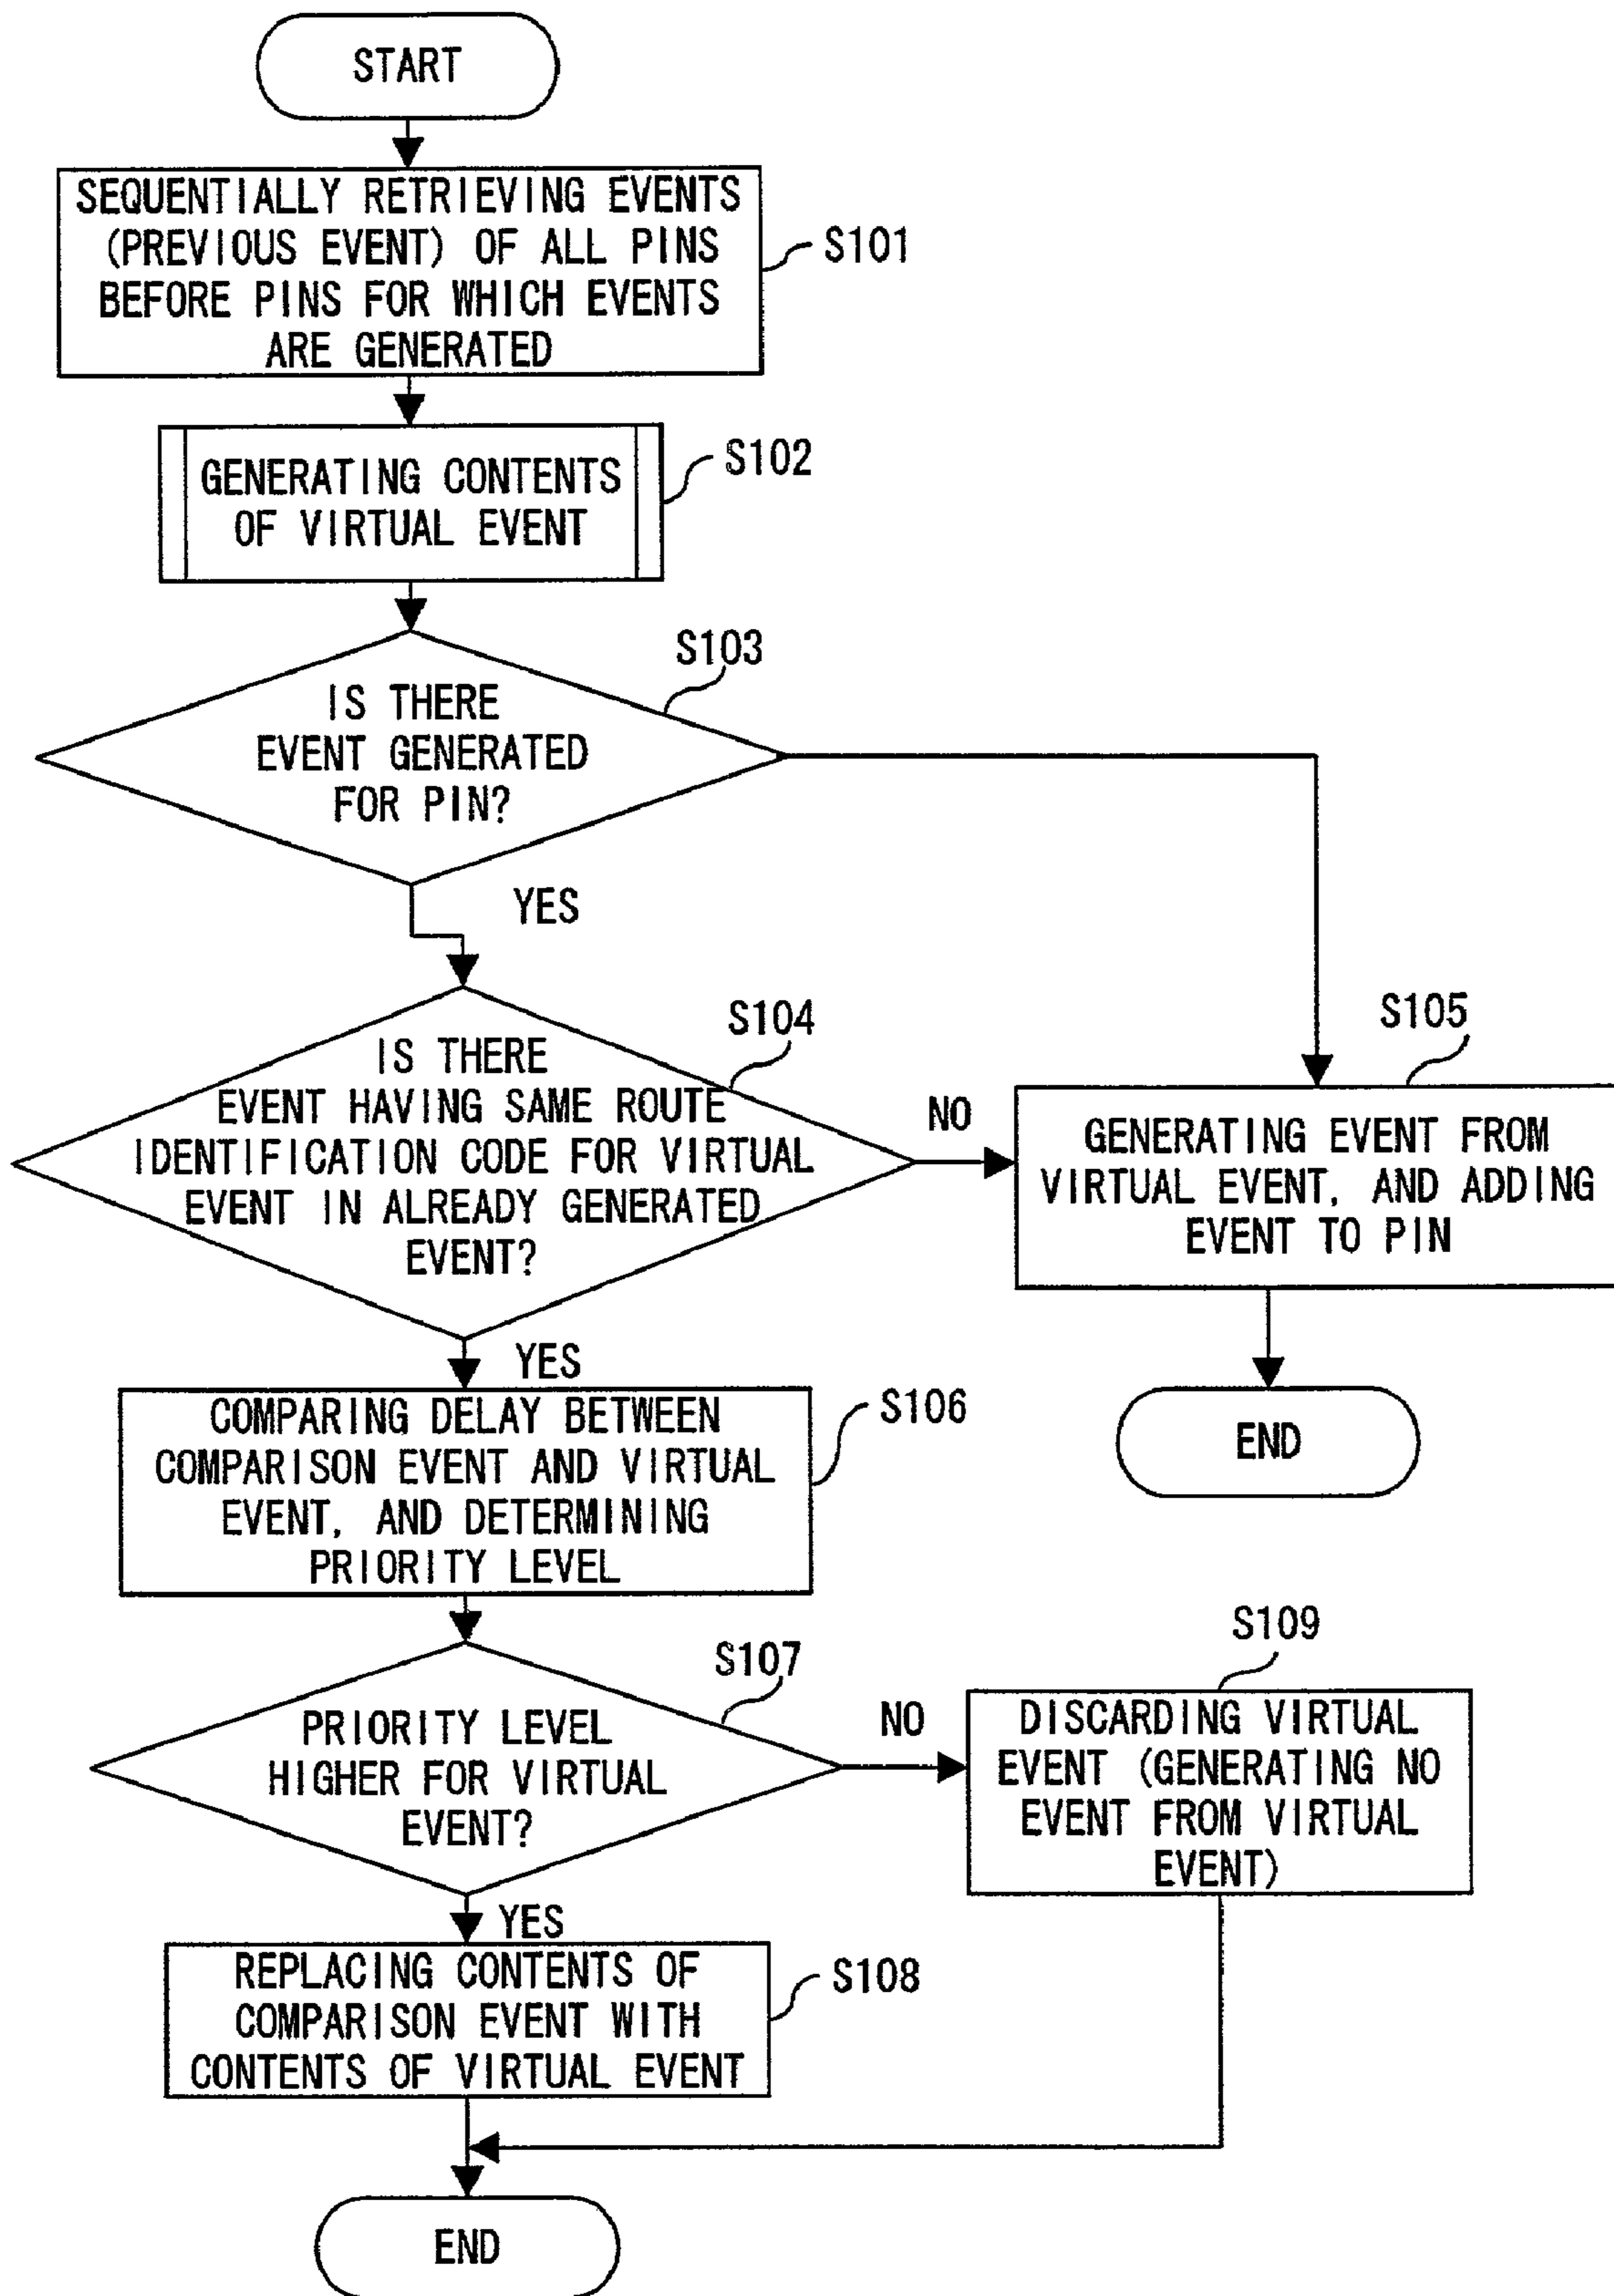 START
SEQUENTIALLY RETRIEVING EVENTS
(PREVIOUS EVENT) OF ALL PINS
BEFORE PINS FOR WHICH EVENTS
ARE GENERATED
S101
GENERATING CONTENTS
OF VIRTUAL EVENT
S102
IS THERE
EVENT GENERATED
FOR PIN?
S103
YES
IS THERE
EVENT HAVING SAME ROUTE
IDENTIFICATION CODE FOR VIRTUAL
EVENT IN ALREADY GENERATED
EVENT?
S104
NO
S105
GENERATING EVENT FROM
VIRTUAL EVENT, AND ADDING
EVENT TO PIN
END
YES
COMPARING DELAY BETWEEN
COMPARISON EVENT AND VIRTUAL
EVENT, AND DETERMINING
PRIORITY LEVEL
S106
PRIORITY LEVEL
HIGHER FOR VIRTUAL
EVENT?
S107
NO
S109
DISCARDING VIRTUAL
EVENT (GENERATING NO
EVENT FROM VIRTUAL
EVENT)
YES
REPLACING CONTENTS OF
COMPARISON EVENT WITH
CONTENTS OF VIRTUAL EVENT
S108
END